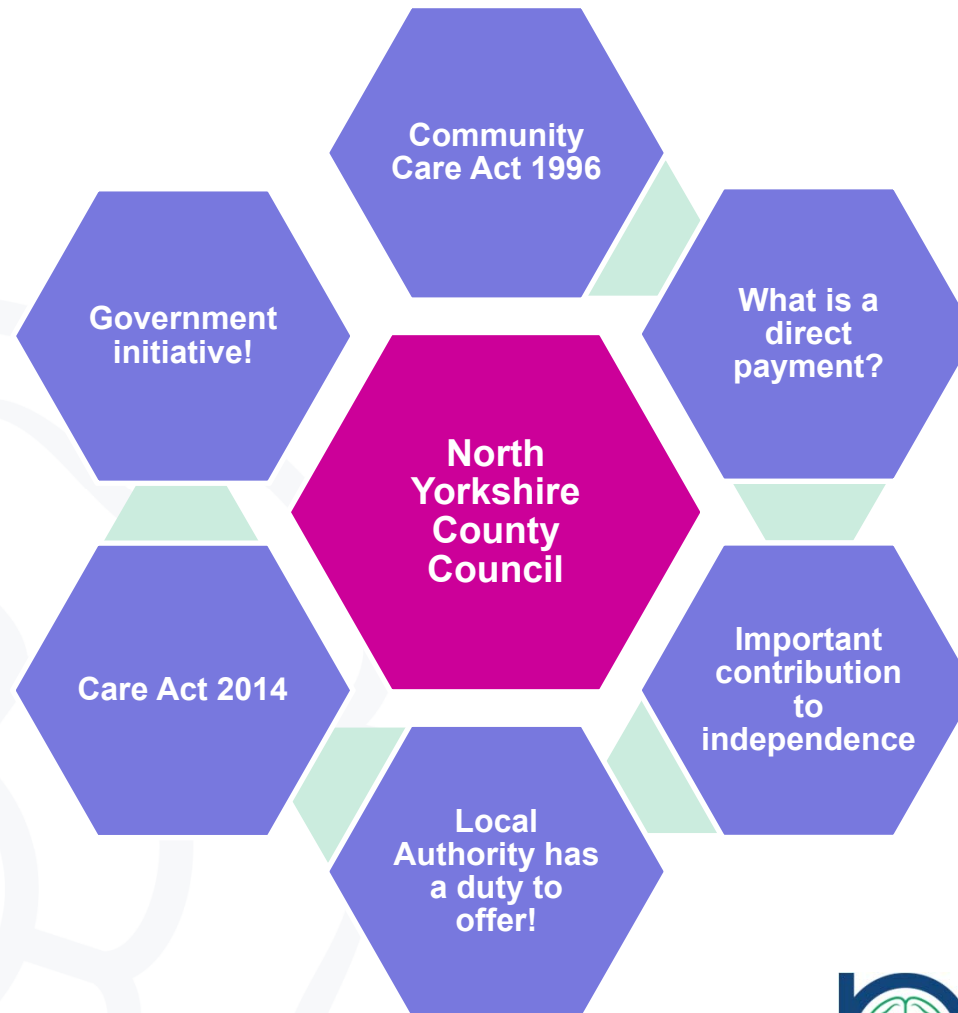 Community
Care Act 1996
What is a
direct
payment?
Important
contribution
to
independence
Local
Authority has
a duty to
offer!
Care Act 2014
Government
initiative!
North
Yorkshire
County
Council